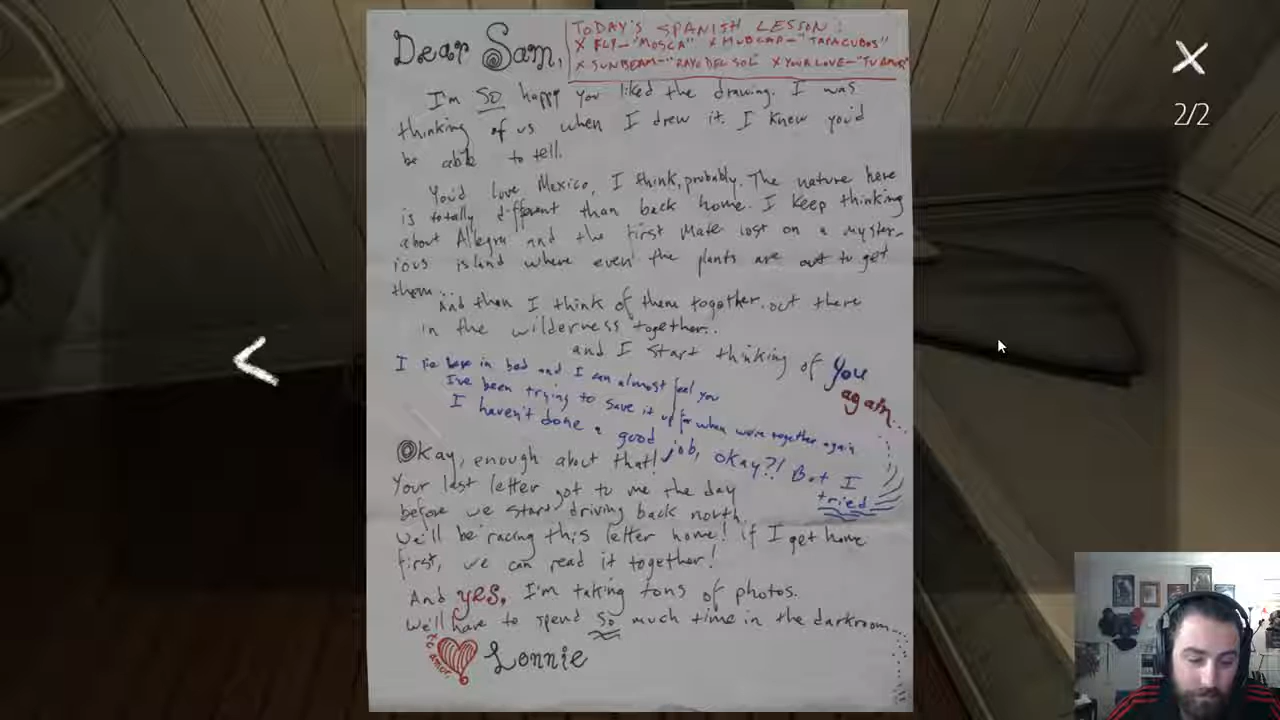 Dear Sam,
TODAY'S SPANISH LESSON!
X FLY-"MOSCA" X MUDCAP-"TAPACUBOS"
X SUNBEAM-"RAYO DEL SOL" X YOUR LOVE-"TU AMOR"
I'm SO happy you liked the drawing. I was
thinking of us when I drew it. I knew you'd
be able to tell.
You'd love Mexico, I think, probably. The nature here
is totally different than back home. I keep thinking
about Allegra and the first Mate lost on a myster-
ious island where even the plants are out to get
them...
And then I think of them together. out there
in the wilderness together...
and I start thinking of you
again...
I lie here in bed and I can almost feel you
I've been trying to save it up for when we're together again
I haven't done a good job, okay?! But I
tried
Okay, enough about that!
Your last letter got to me the day
before we start driving back north.
We'll be racing this letter home! if I get home
first, we can read it together!
And yes, I'm taking tons of photos.
We'll have to spend SO much time in the darkroom...
Lonnie
2/2